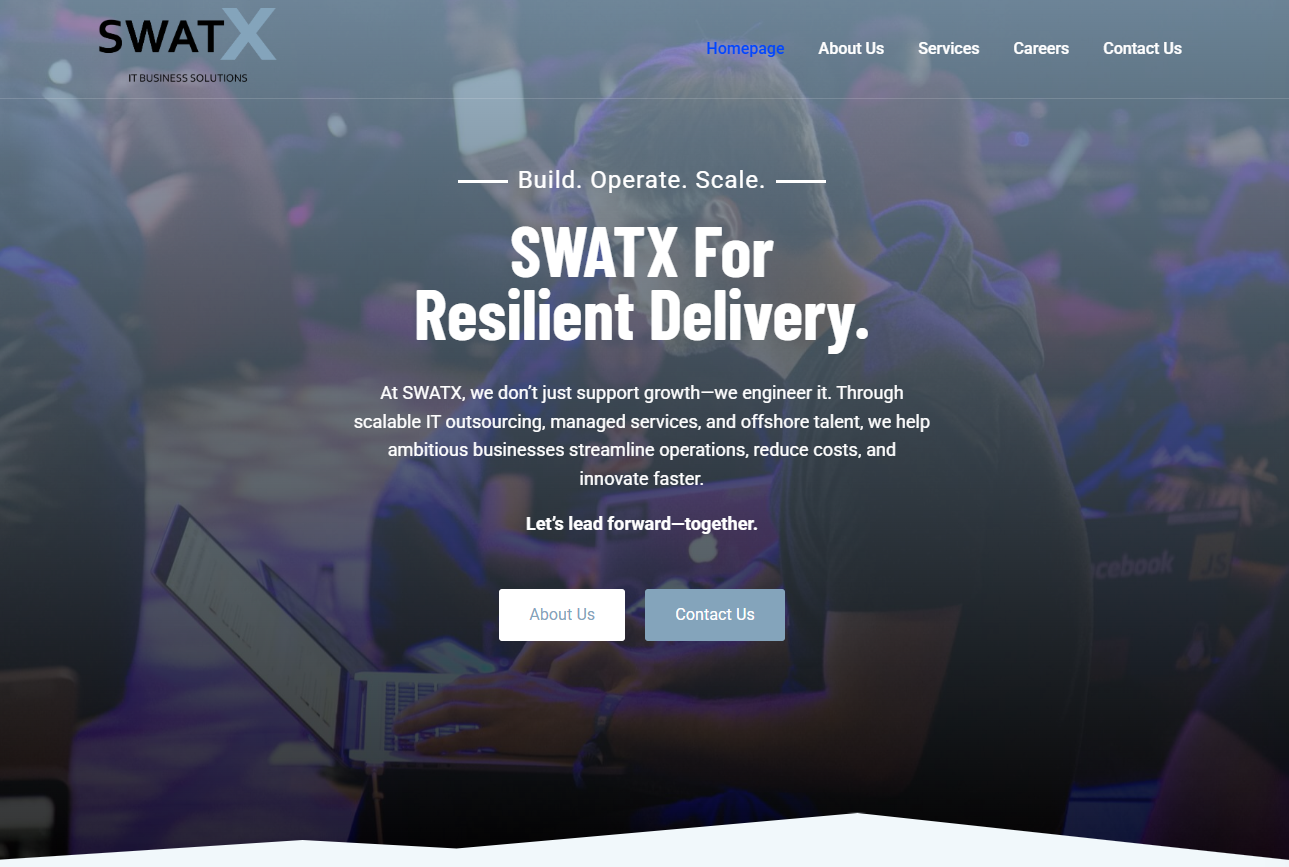 SWATX
IT BUSINESS SOLUTIONS
Homepage About Us Services Careers Contact Us
Build. Operate. Scale.
SWATX For
Resilient Delivery.
At SWATX, we don’t just support growth—we engineer it. Through
scalable IT outsourcing, managed services, and offshore talent, we help
ambitious businesses streamline operations, reduce costs, and
innovate faster.
Let’s lead forward—together.
About Us Contact Us
acebook JS